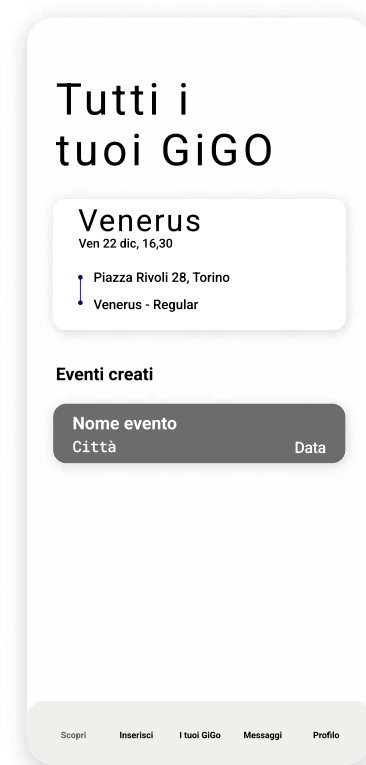 Tutti i
tuoi GiGO
Venerus
Ven 22 dic, 16,30
Piazza Rivoli 28, Torino
Venerus - Regular
Eventi creati
Nome evento
Città Data
Scopri Inserisci I tuoi GiGo Messaggi Profilo